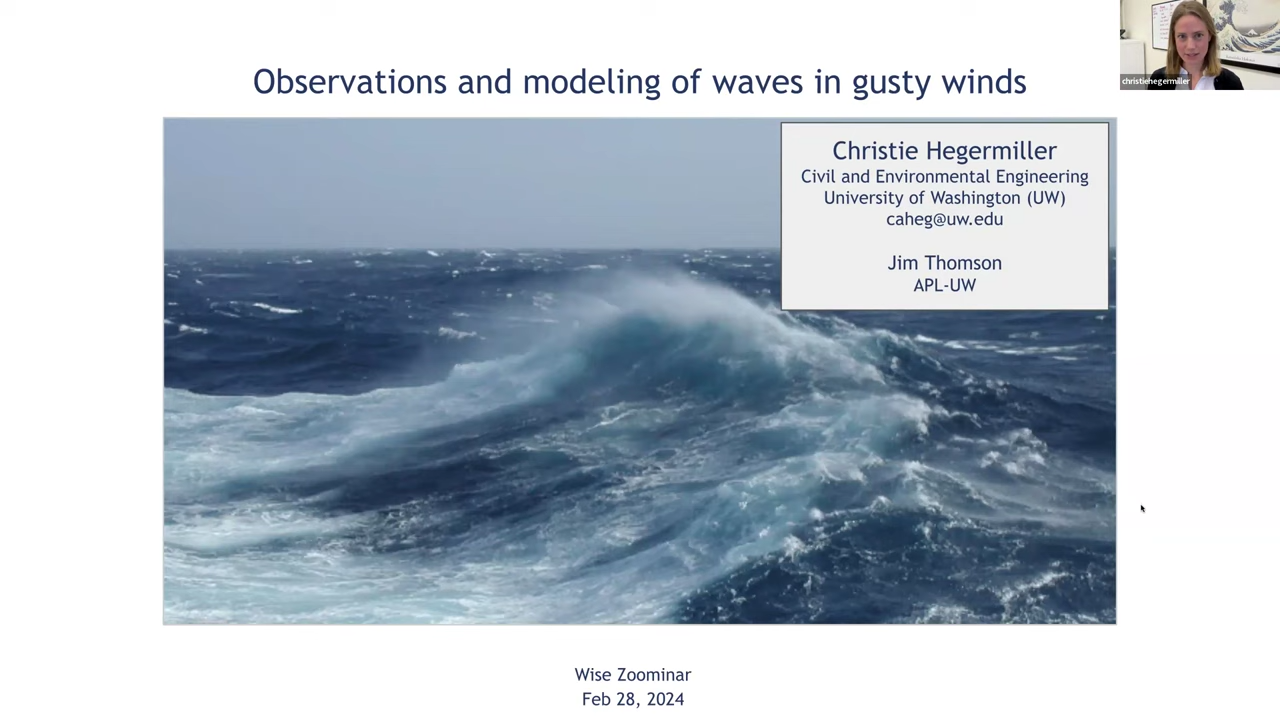 Observations and modeling of waves in gusty winds
christiehegermiller
Christie Hegermiller
Civil and Environmental Engineering
University of Washington (UW)
caheg@uw.edu
Jim Thomson
APL-UW
Wise Zoominar
Feb 28, 2024